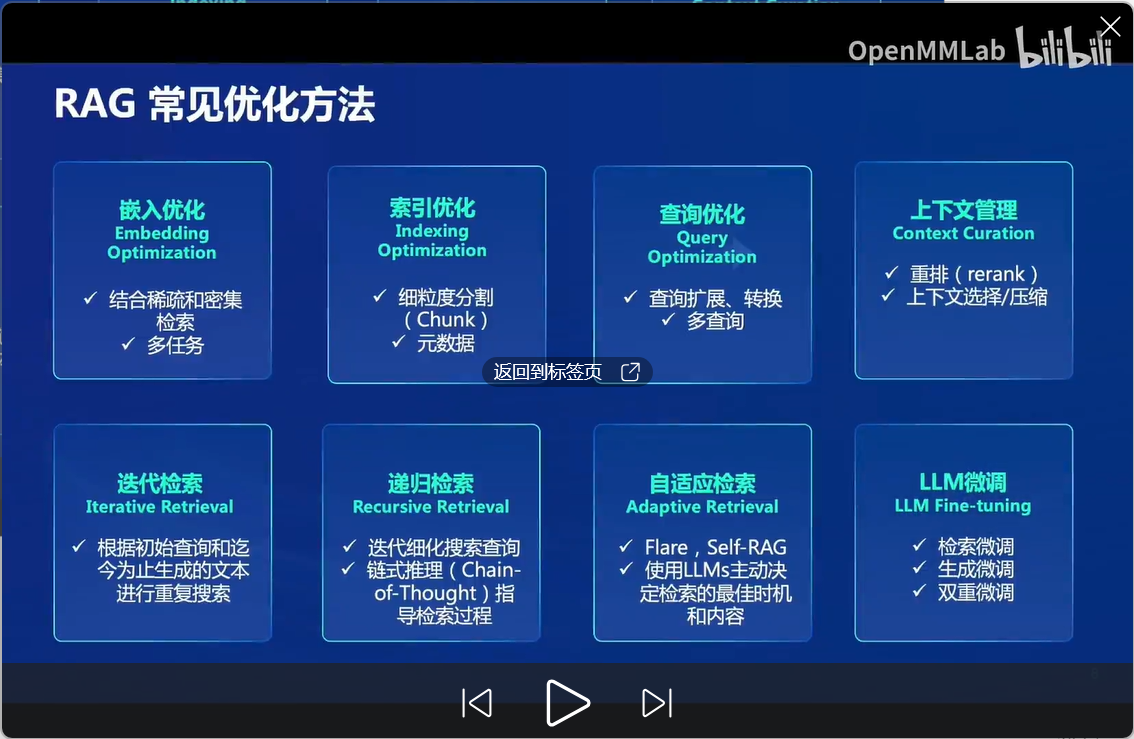 OpenMMLab bilibili
RAG 常见优化方法
嵌入优化
Embedding
Optimization
✓ 结合稀疏和密集
检索
✓ 多任务
索引优化
Indexing
Optimization
✓ 细粒度分割
（Chunk）
✓ 元数据
查询优化
Query
Optimization
✓ 查询扩展、转换
✓ 多查询
上下文管理
Context Curation
✓ 重排（rerank）
✓ 上下文选择/压缩
返回到标签页
迭代检索
Iterative Retrieval
✓ 根据初始查询和迄
今为止生成的文本
进行重复搜索
递归检索
Recursive Retrieval
✓ 迭代细化搜索查询
✓ 链式推理（Chain-
of-Thought）指
导检索过程
自适应检索
Adaptive Retrieval
✓ Flare，Self-RAG
✓ 使用LLMs主动决
定检索的最佳时机
和内容
LLM微调
LLM Fine-tuning
✓ 检索微调
✓ 生成微调
✓ 双重微调